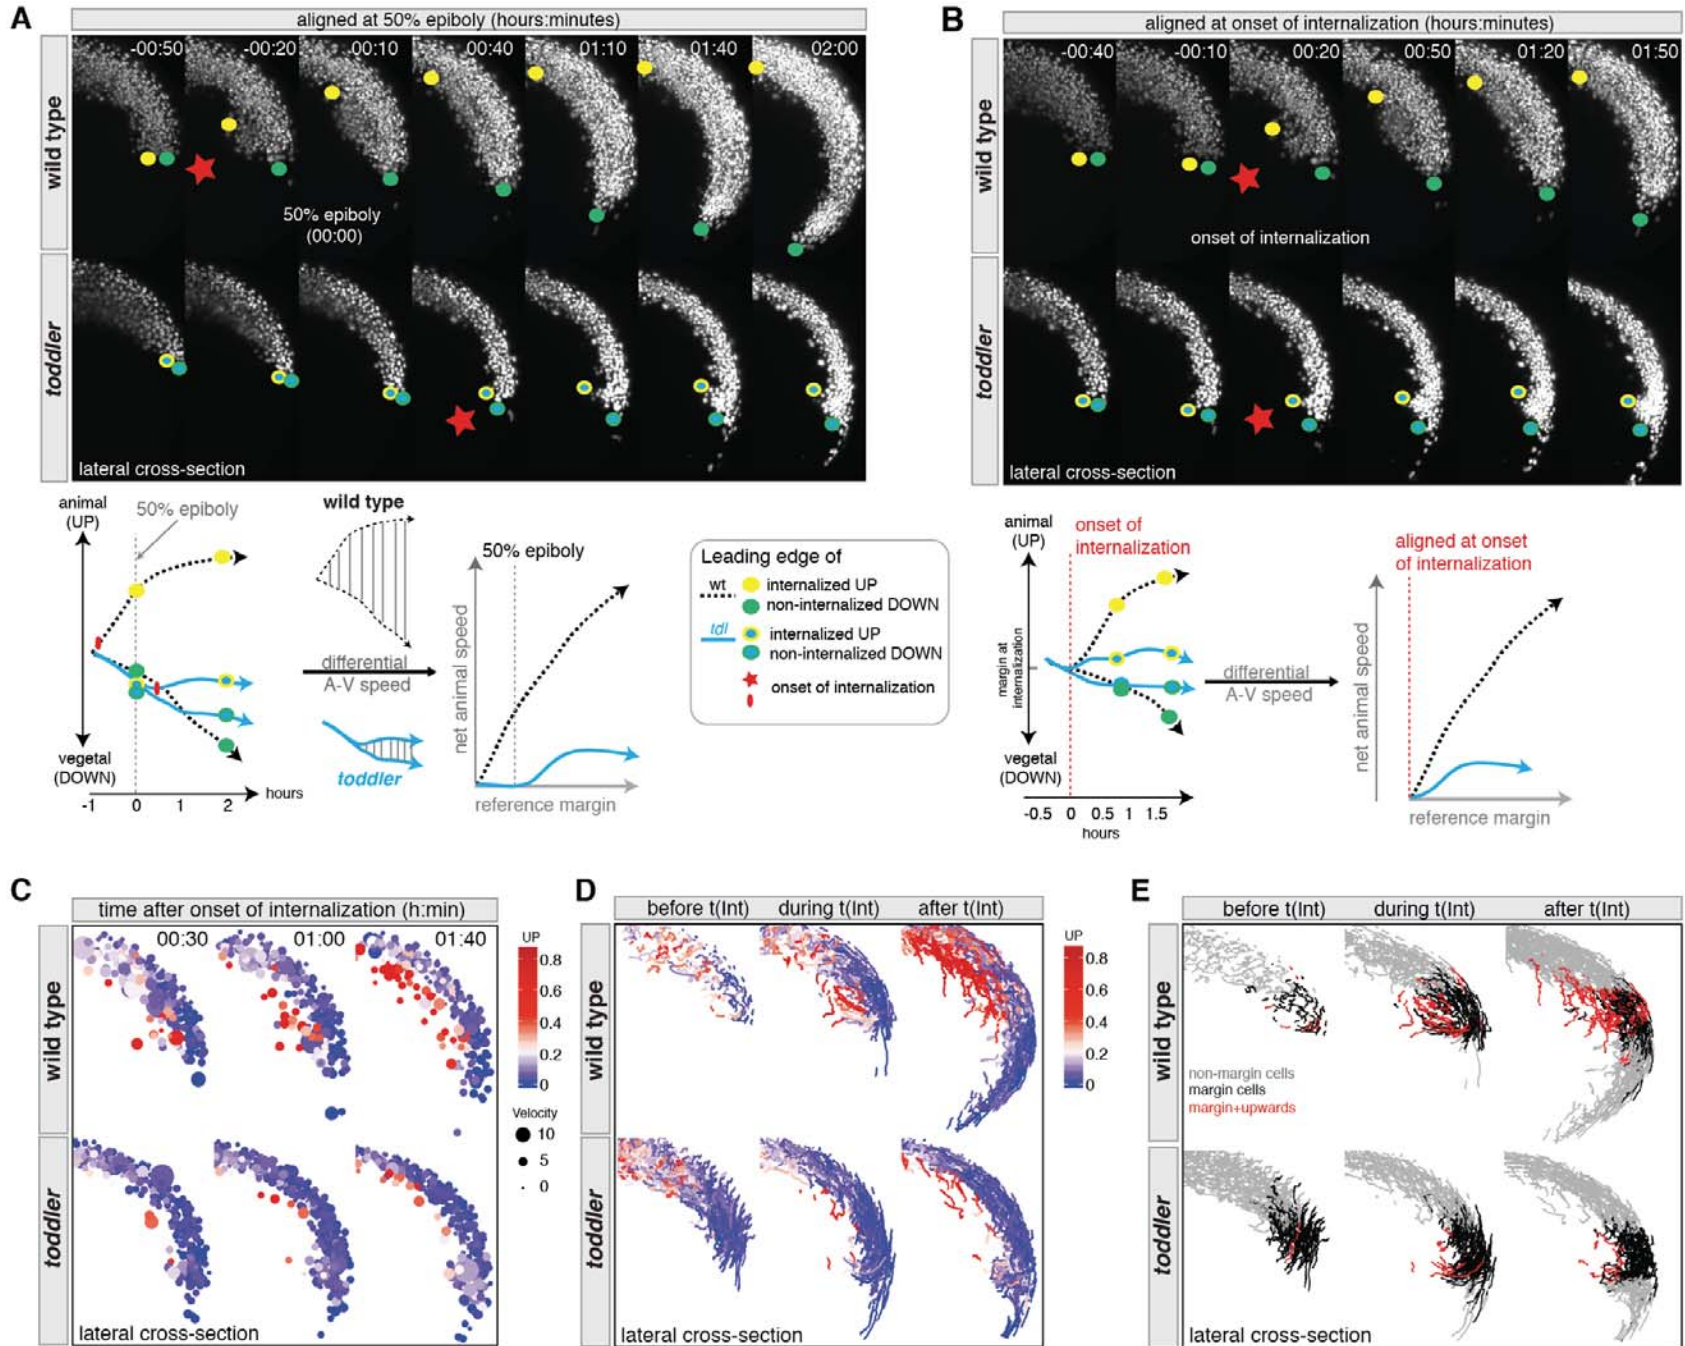 A
aligned at 50% epiboly (hours:minutes)
wild type
-00:50 -00:20 00:10 00:40 01:10 01:40 02:00
50% epiboly
(00:00)
toddler
lateral cross-section
animal
(UP)
50% epiboly
vegetal
(DOWN)
-1 0 1 2 hours
wild type
differential
A-V speed
toddler
50% epiboly
net animal speed
reference margin
Leading edge of
wt
internalized UP
non-internalized DOWN
tdl
internalized UP
non-internalized DOWN
onset of internalization
B
aligned at onset of internalization (hours:minutes)
wild type
-00:40 -00:10 00:20 00:50 01:20 01:50
onset of internalization
toddler
lateral cross-section
animal
(UP)
onset of
internalization
margin at
internalization
vegetal
(DOWN)
-0.5 0 0.5 1 1.5
hours
differential
A-V speed
aligned at onset
of internalization
net animal speed
reference margin
C
time after onset of internalization (h:min)
wild type
00:30 01:00 01:40
UP
0.8
0.6
0.4
0.2
0
Velocity
10
5
0
toddler
lateral cross-section
D
before t(Int) during t(Int) after t(Int)
wild type
UP
0.8
0.6
0.4
0.2
0
toddler
lateral cross-section
E
before t(Int) during t(Int) after t(Int)
wild type
non-margin cells
margin cells
margin+upwards
toddler
lateral cross-section